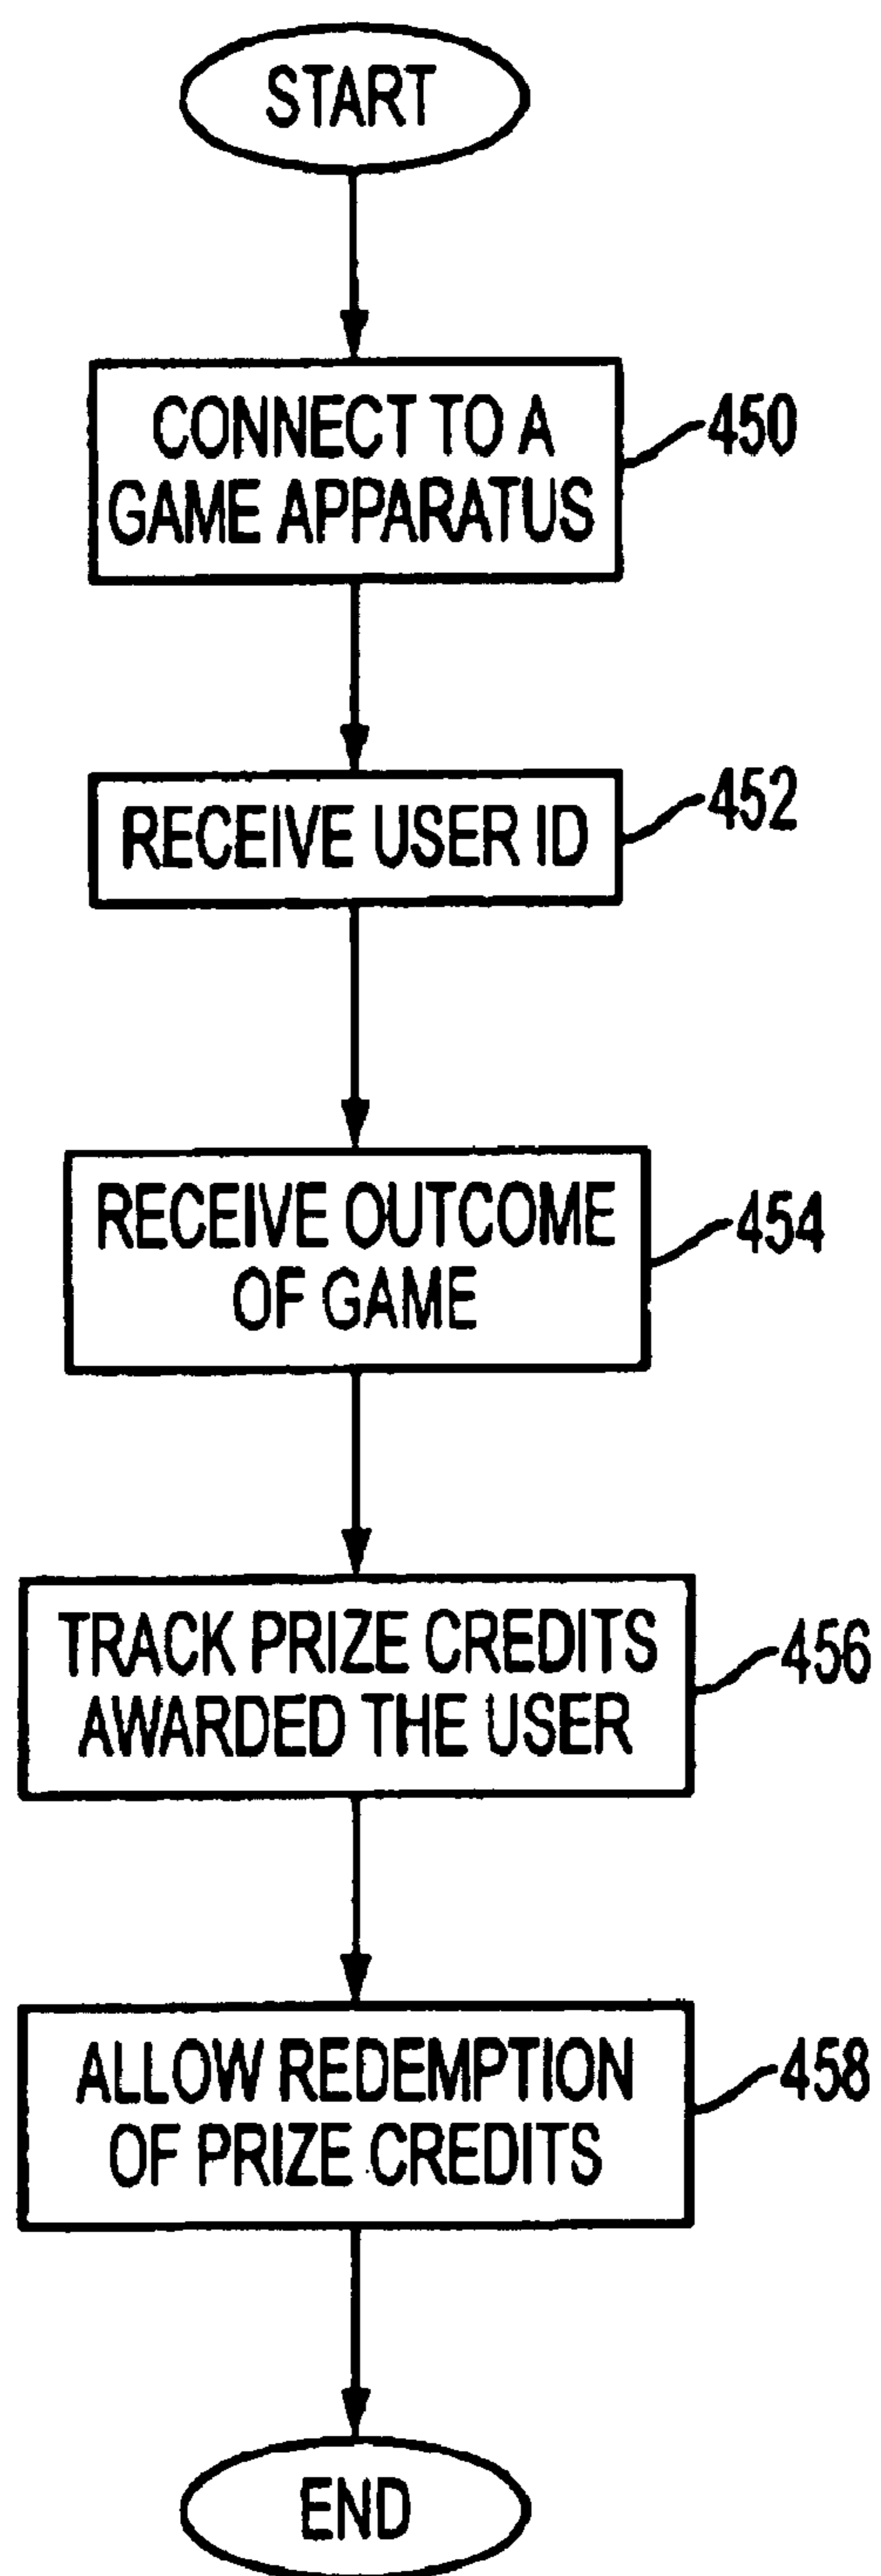 START
CONNECT TO A
GAME APPARATUS
450
RECEIVE USER ID
452
RECEIVE OUTCOME
OF GAME
454
TRACK PRIZE CREDITS
AWARDED THE USER
456
ALLOW REDEMPTION
OF PRIZE CREDITS
458
END